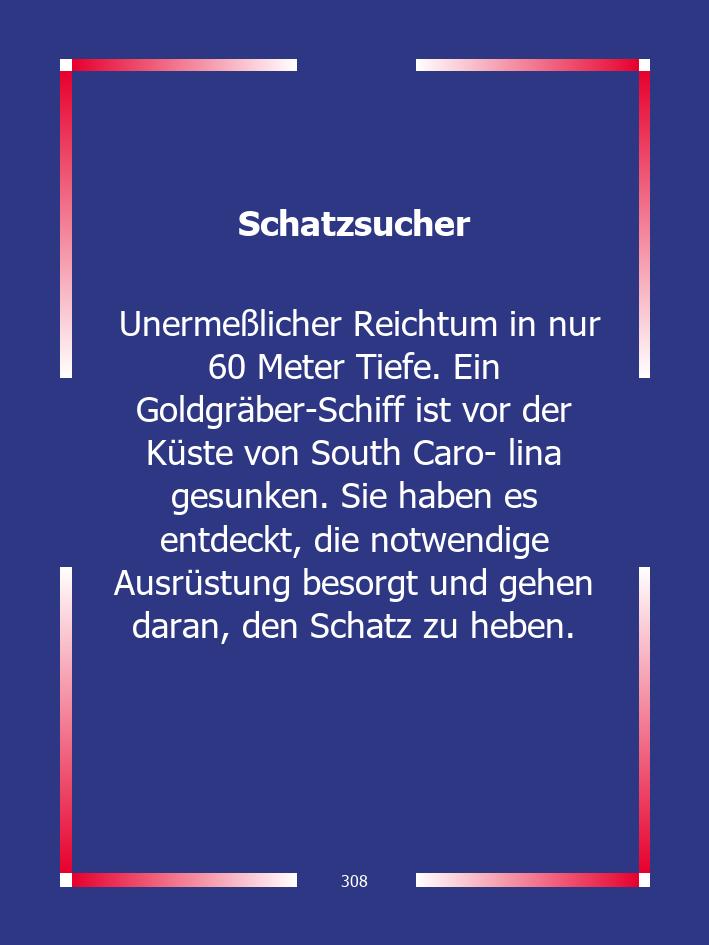 Schatzsucher
Unermeßlicher Reichtum in nur
60 Meter Tiefe. Ein
Goldgräber-Schiff ist vor der
Küste von South Caro- lina
gesunken. Sie haben es
entdeckt, die notwendige
Ausrüstung besorgt und gehen
daran, den Schatz zu heben.
308